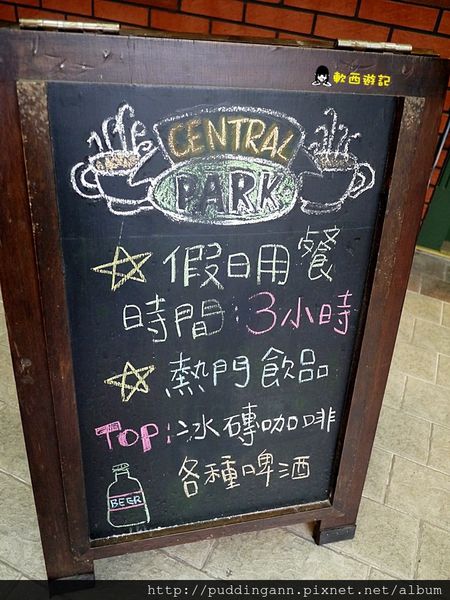 軟西遊記
CENTRAL
PARK
假日用餐
時間:3小時
熱門飲品
TOP:冰磚咖啡
各種啤酒
BEER
http://puddingann.pixnet.net/album